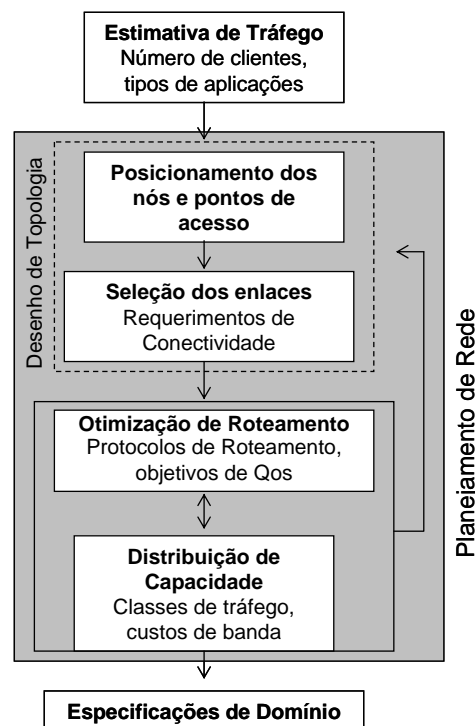 Estimativa de Tráfego
Número de clientes,
tipos de aplicações
Desenho de Topologia
Posicionamento dos
nós e pontos de
acesso
Seleção dos enlaces
Requerimentos de
Conectividade
Otimização de Roteamento
Protocolos de Roteamento,
objetivos de Qos
Distribuição de
Capacidade
Classes de tráfego,
custos de banda
Planejamento de Rede
Especificações de Domínio